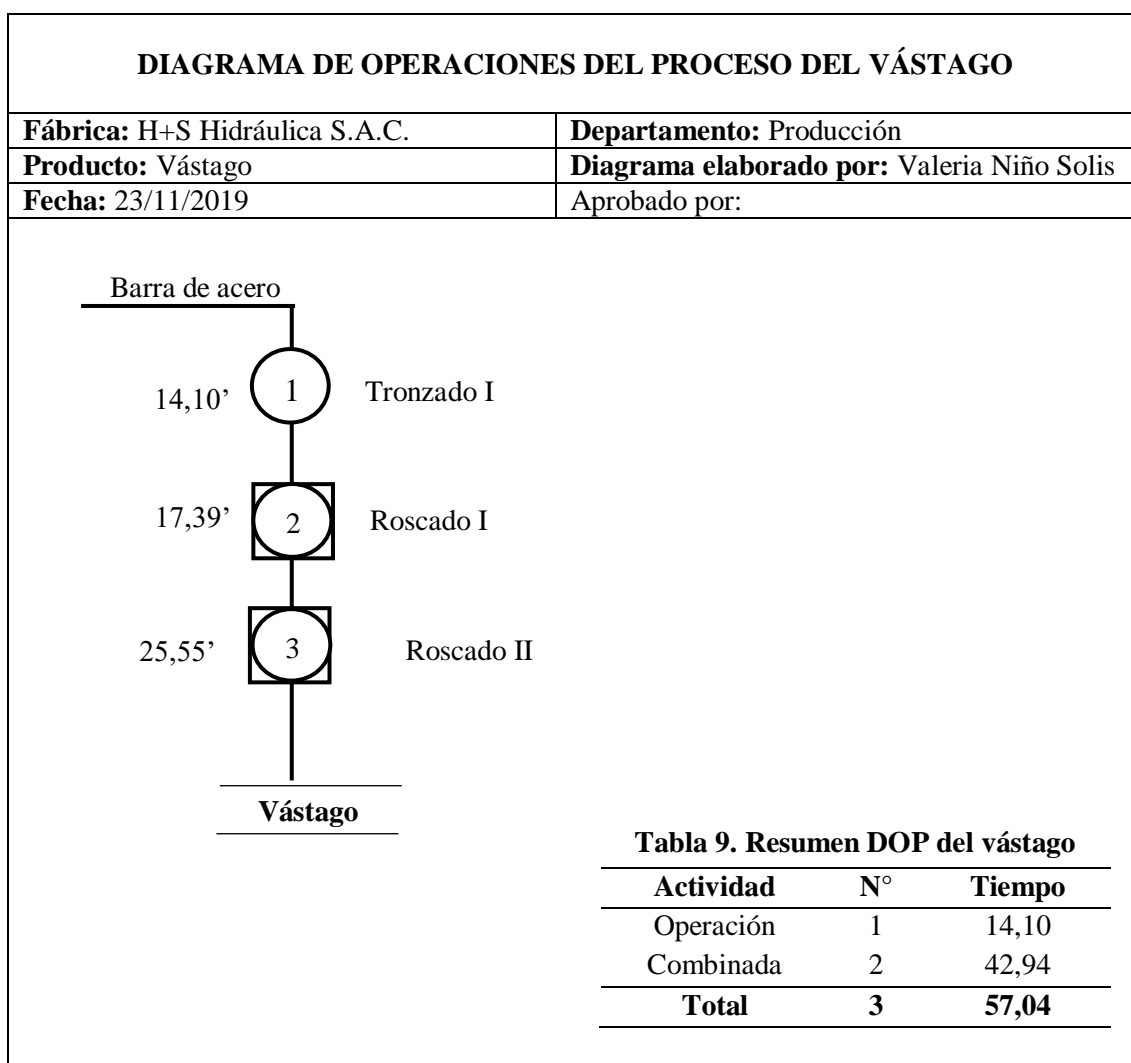 DIAGRAMA DE OPERACIONES DEL PROCESO DEL VÁSTAGO
Fábrica: H+S Hidráulica S.A.C. Departamento: Producción
Producto: Vástago Diagrama elaborado por: Valeria Niño Solis
Fecha: 23/11/2019 Aprobado por:
Barra de acero
14,10’ 1 Tronzado I
17,39’ 2 Roscado I
25,55’ 3 Roscado II
Vástago
Tabla 9. Resumen DOP del vástago
Actividad N° Tiempo
Operación 1 14,10
Combinada 2 42,94
Total 3 57,04